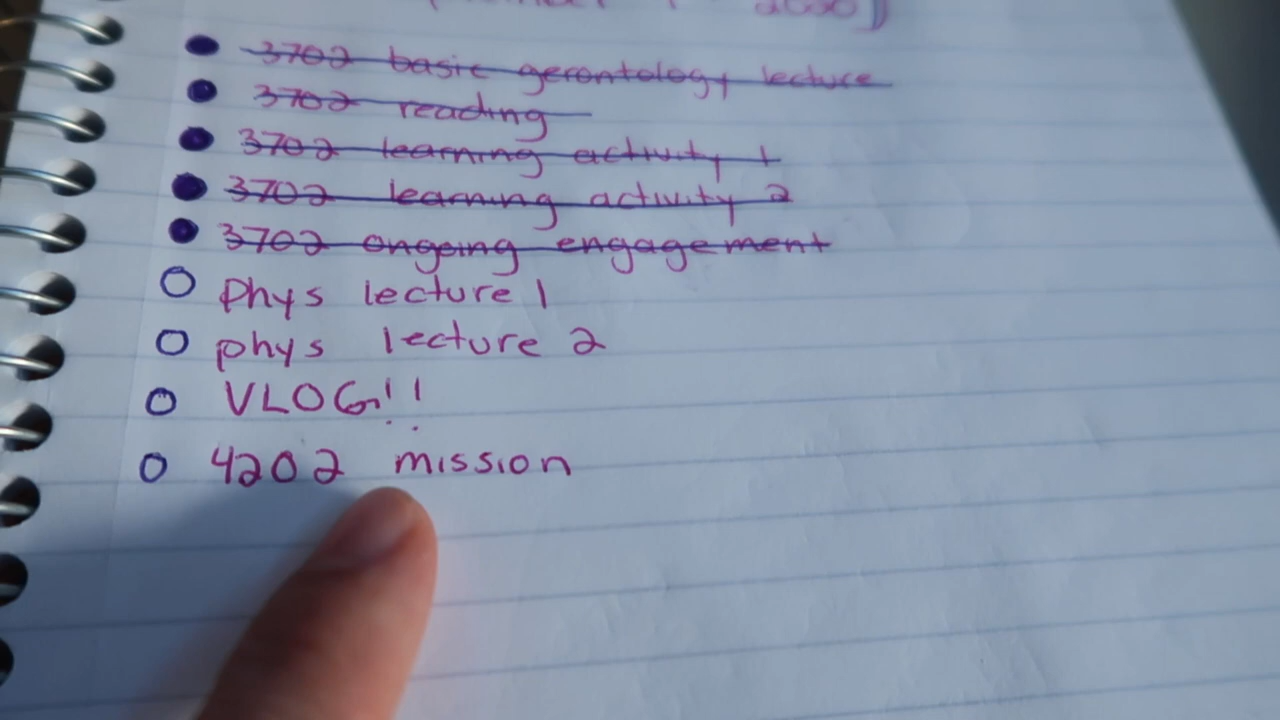 3702 basic gerontology lecture
3702 reading
3702 learning activity 1
3702 learning activity 2
3702 ongoing engagement
phys lecture 1
phys lecture 2
VLOG!!
4202 mission